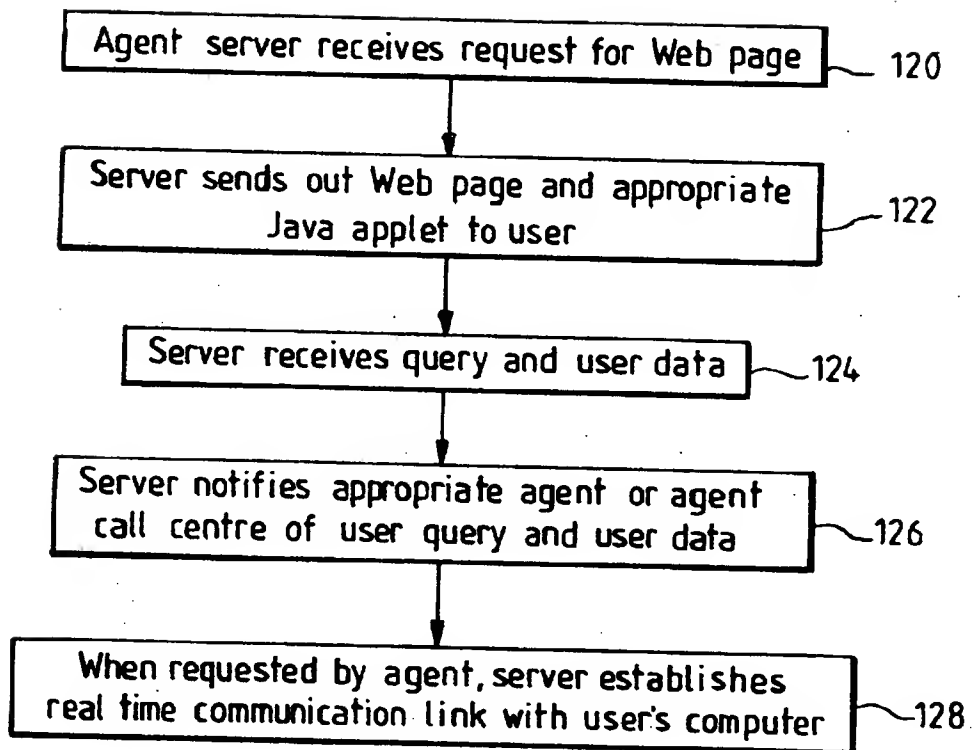 Agent server receives request for Web page
120
Server sends out Web page and appropriate
Java applet to user
122
Server receives query and user data
124
Server notifies appropriate agent or agent
call centre of user query and user data
126
When requested by agent, server establishes
real time communication link with user's computer
128